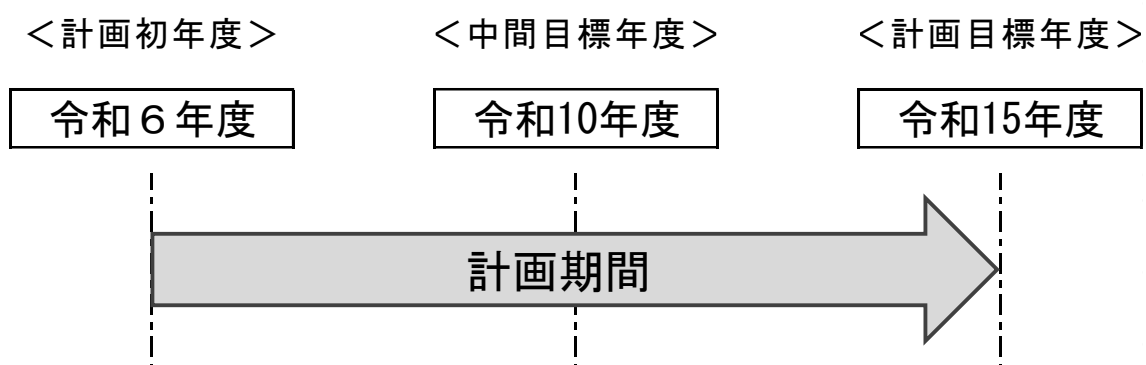 ＜計画初年度＞
＜中間目標年度＞
＜計画目標年度＞
令和６年度
令和10年度
令和15年度
計画期間